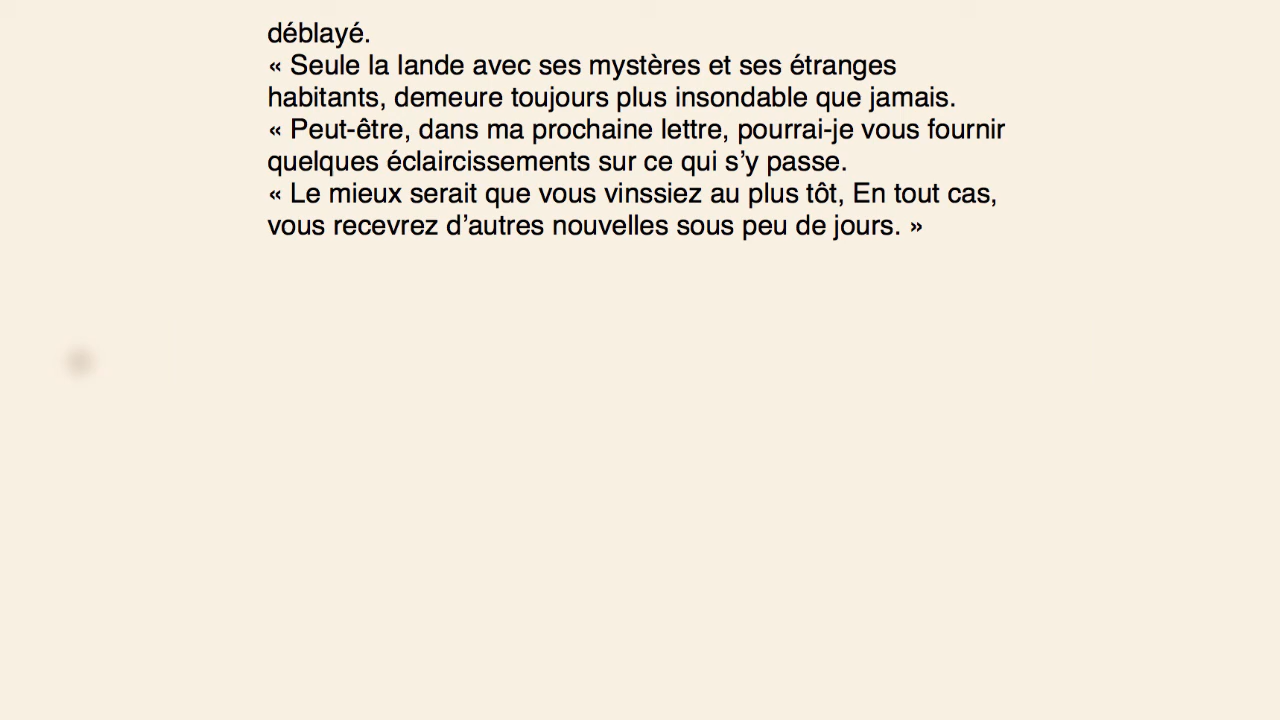 déblayé.
« Seule la lande avec ses mystères et ses étranges
habitants, demeure toujours plus insondable que jamais.
« Peut-être, dans ma prochaine lettre, pourrai-je vous fournir
quelques éclaircissements sur ce qui s’y passe.
« Le mieux serait que vous vinssiez au plus tôt, En tout cas,
vous recevrez d’autres nouvelles sous peu de jours. »